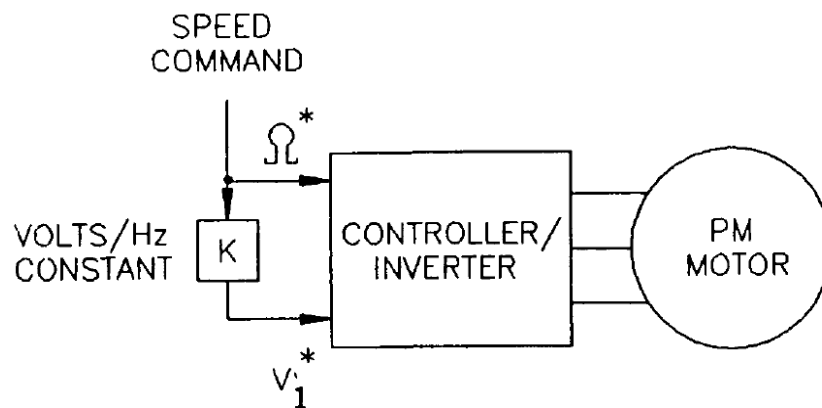 SPEED
COMMAND
Ω*
VOLTS/Hz
CONSTANT
K
CONTROLLER/
INVERTER
PM
MOTOR
V1*